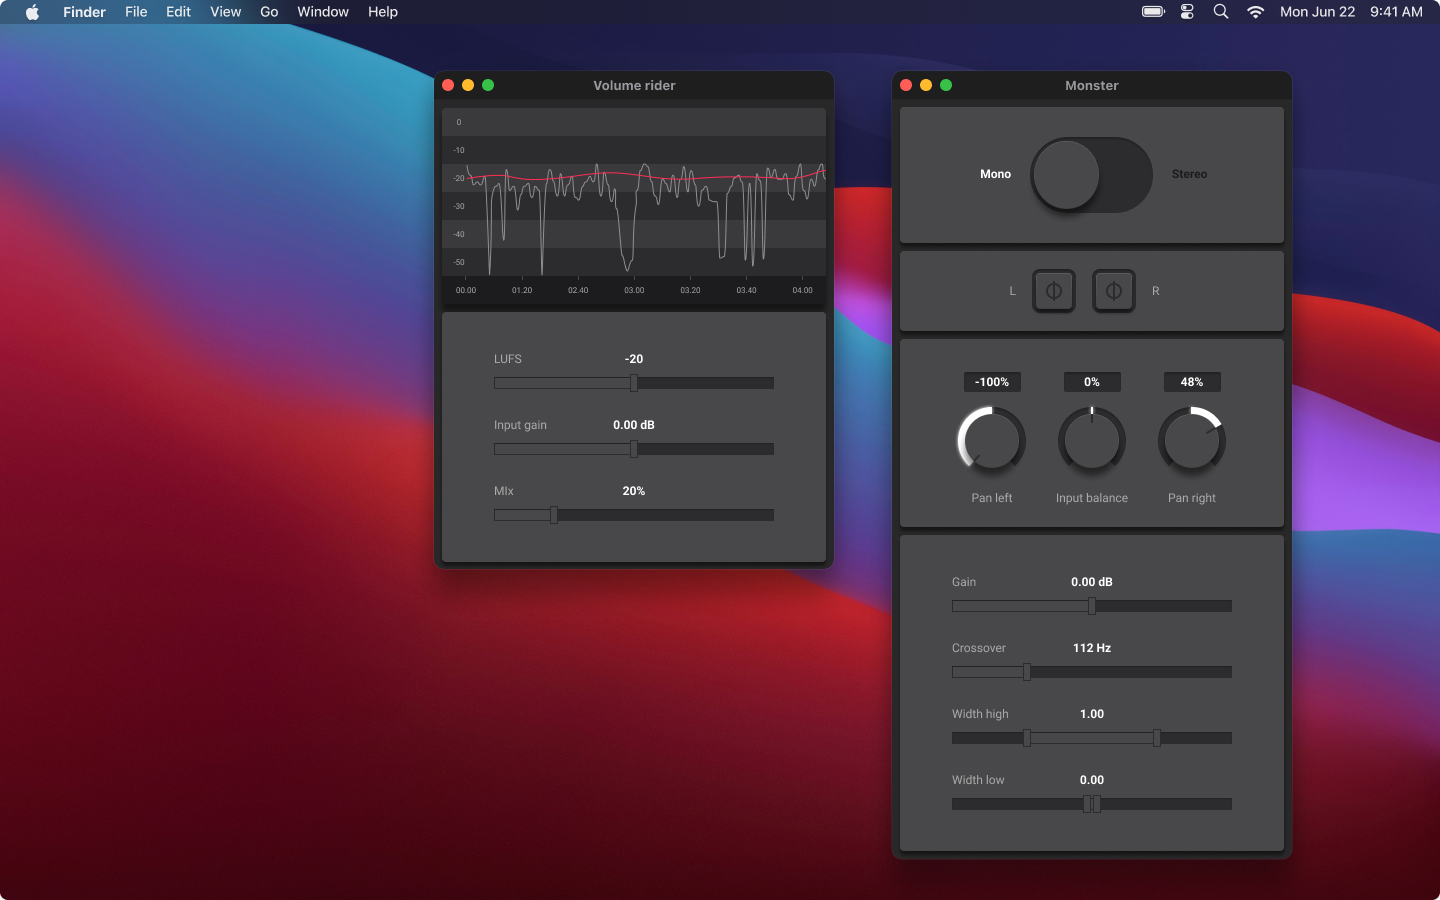 Finder File Edit View Go Window Help Mon Jun 22 9:41 AM
Volume rider
0
-10
-20
-30
-40
-50
00.00 01.20 02.40 03.00 03.20 03.40 04.00
LUFS -20
Input gain 0.00 dB
MIx 20%
Monster
Mono Stereo
L R
-100% 0% 48%
Pan left Input balance Pan right
Gain 0.00 dB
Crossover 112 Hz
Width high 1.00
Width low 0.00